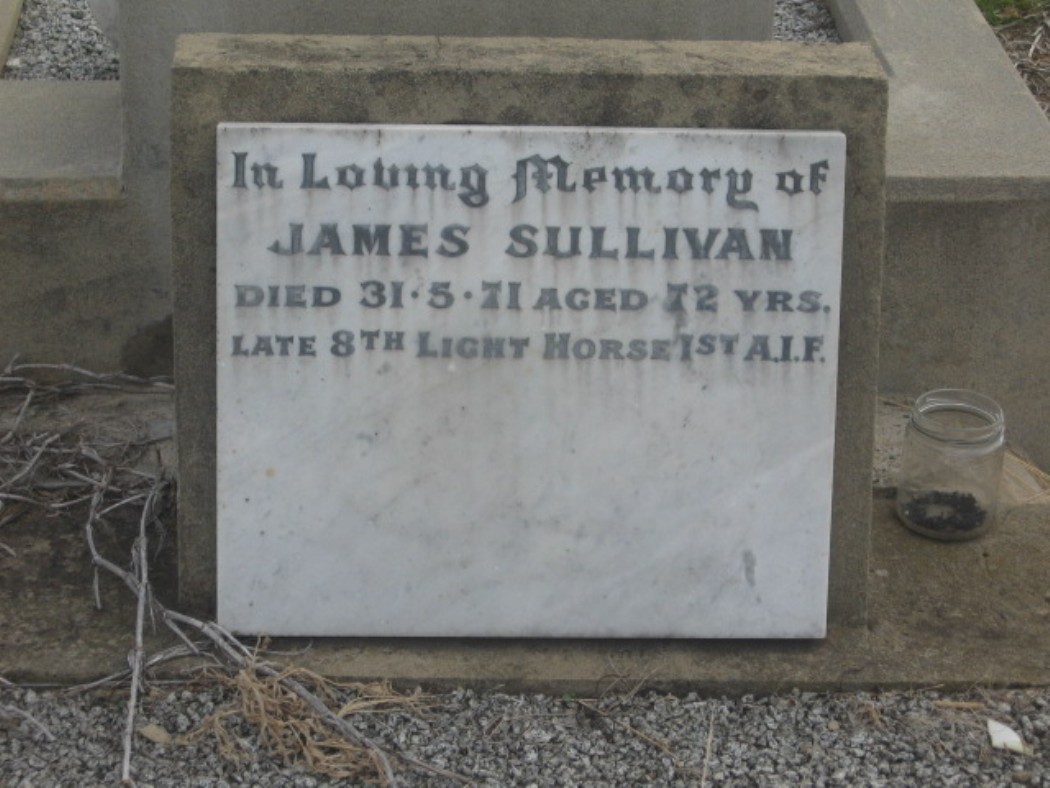 In Loving Memory of
JAMES SULLIVAN
DIED 31·5·71 AGED 72 YRS.
LATE 8TH LIGHT HORSE 1ST A.I.F.